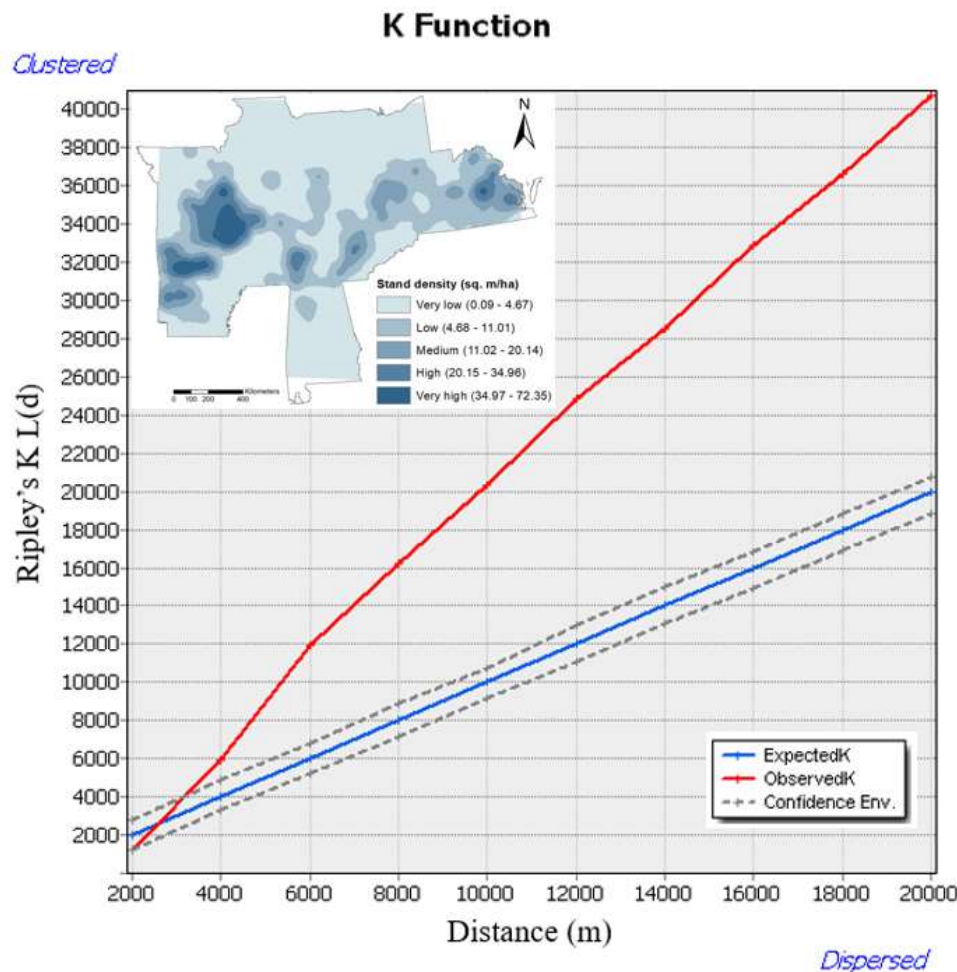 K Function
Clustered
40000
38000
36000
34000
32000
30000
28000
26000
24000
22000
20000
18000
16000
14000
12000
10000
8000
6000
4000
2000
Ripley's K L(d)
N
Stand density (sq. m/ha)
Very low (0.09 - 4.67)
Low (4.68 - 11.01)
Medium (11.02 - 20.14)
High (20.15 - 34.96)
Very high (34.97 - 72.35)
Kilometers
0 100 200 400
ExpectedK
ObservedK
Confidence Env.
2000 4000 6000 8000 10000 12000 14000 16000 18000 20000
Distance (m)
Dispersed